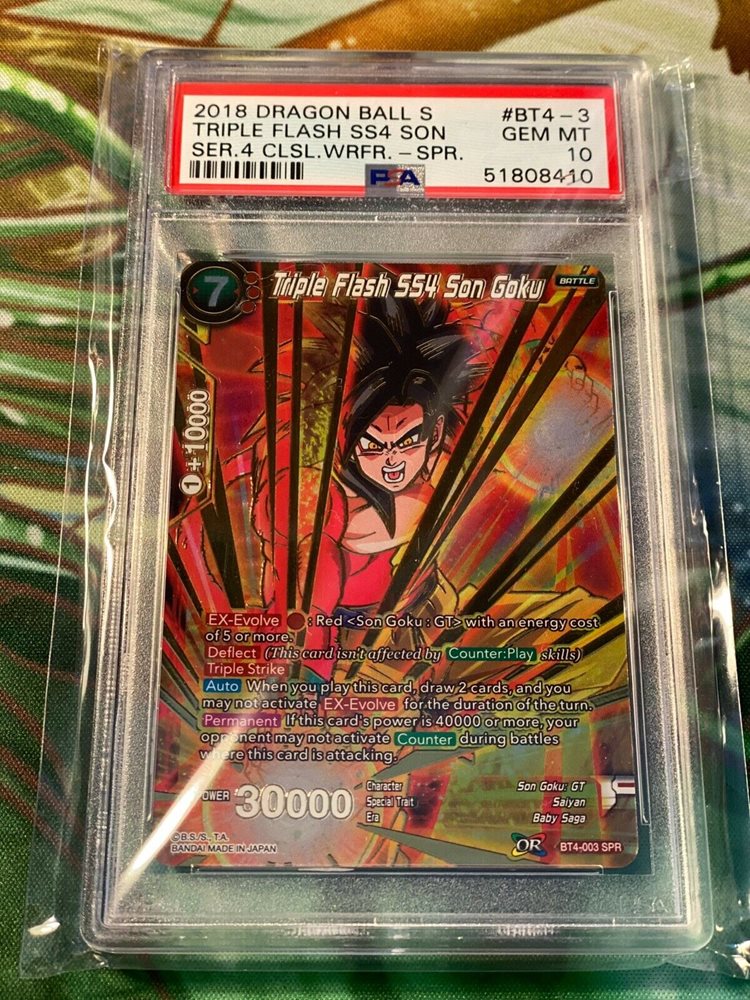 2018 DRAGON BALL S #BT4-3
TRIPLE FLASH SS4 SON GEM MT
SER.4 CLSL.WRFR.-SPR. 10
PSA 51808410
7 Triple Flash SS4 Son Goku BATTLE
1 +10000
EX-Evolve : Red <Son Goku : GT> with an energy cost
of 5 or more.
Deflect (This card isn't affected by Counter:Play skills)
Triple Strike
Auto When you play this card, draw 2 cards, and you
may not activate EX-Evolve for the duration of the turn.
Permanent If this card's power is 40000 or more, your
opponent may not activate Counter during battles
where this card is attacking.
POWER 30000
Character Son Goku: GT
Special Trait Saiyan
Era Baby Saga
©B.S./S., T.A.
BANDAI MADE IN JAPAN
OR BT4-003 SPR